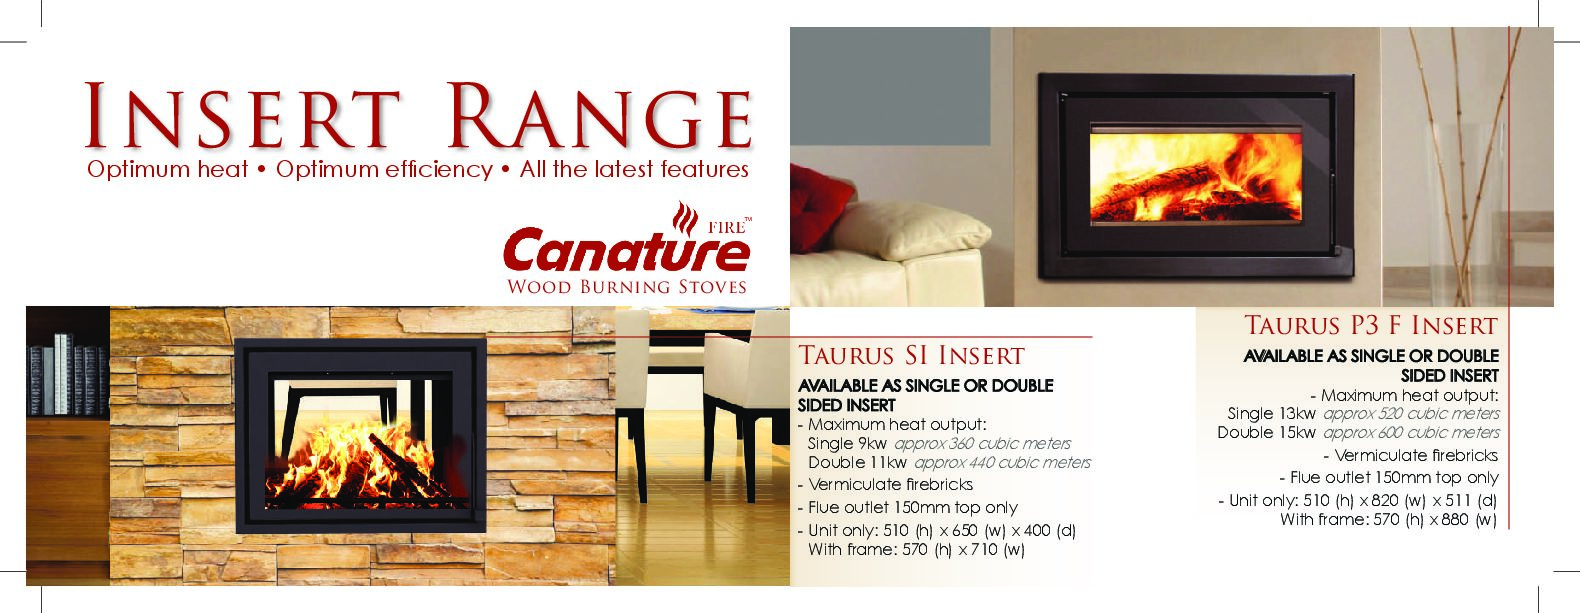 INSERT RANGE
Optimum heat • Optimum efficiency • All the latest features
Canature FIRE™
WOOD BURNING STOVES
TAURUS SI INSERT
AVAILABLE AS SINGLE OR DOUBLE
SIDED INSERT
- Maximum heat output:
Single 9kw approx 360 cubic meters
Double 11kw approx 440 cubic meters
- Vermiculate firebricks
- Flue outlet 150mm top only
- Unit only: 510 (h) x 650 (w) x 400 (d)
With frame: 570 (h) x 710 (w)
TAURUS P3 F INSERT
AVAILABLE AS SINGLE OR DOUBLE
SIDED INSERT
- Maximum heat output:
Single 13kw approx 520 cubic meters
Double 15kw approx 600 cubic meters
- Vermiculate firebricks
- Flue outlet 150mm top only
- Unit only: 510 (h) x 820 (w) x 511 (d)
With frame: 570 (h) x 880 (w)